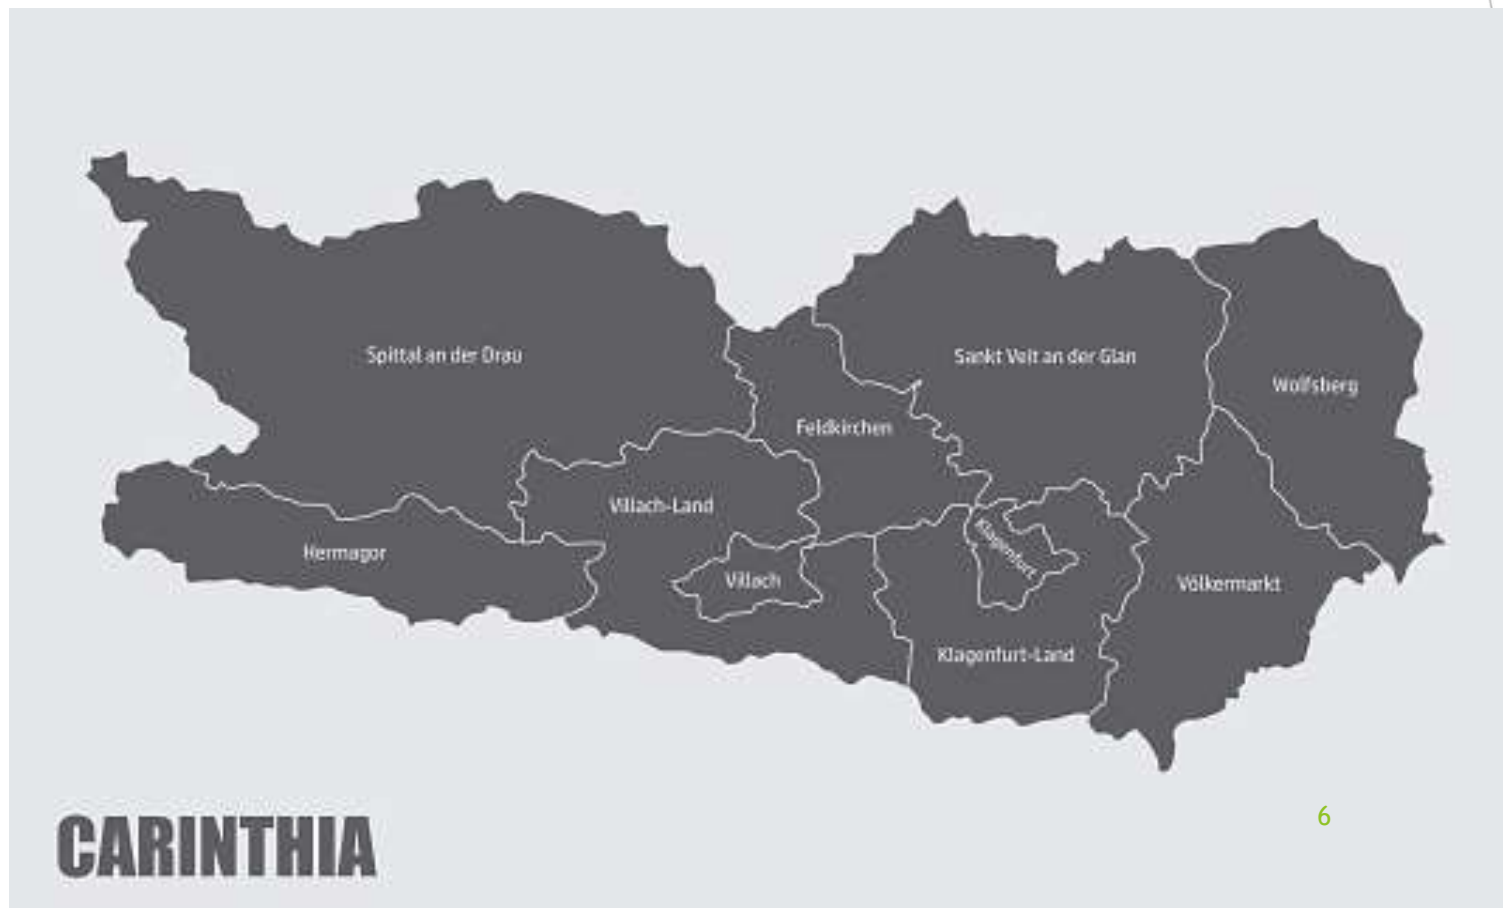 Spittal an der Drau
Sankt Veit an der Glan
Wolfsberg
Feldkirchen
Villach-Land
Hermagor
Klagenfurt
Villach
Völkermarkt
Klagenfurt-Land
6
CARINTHIA